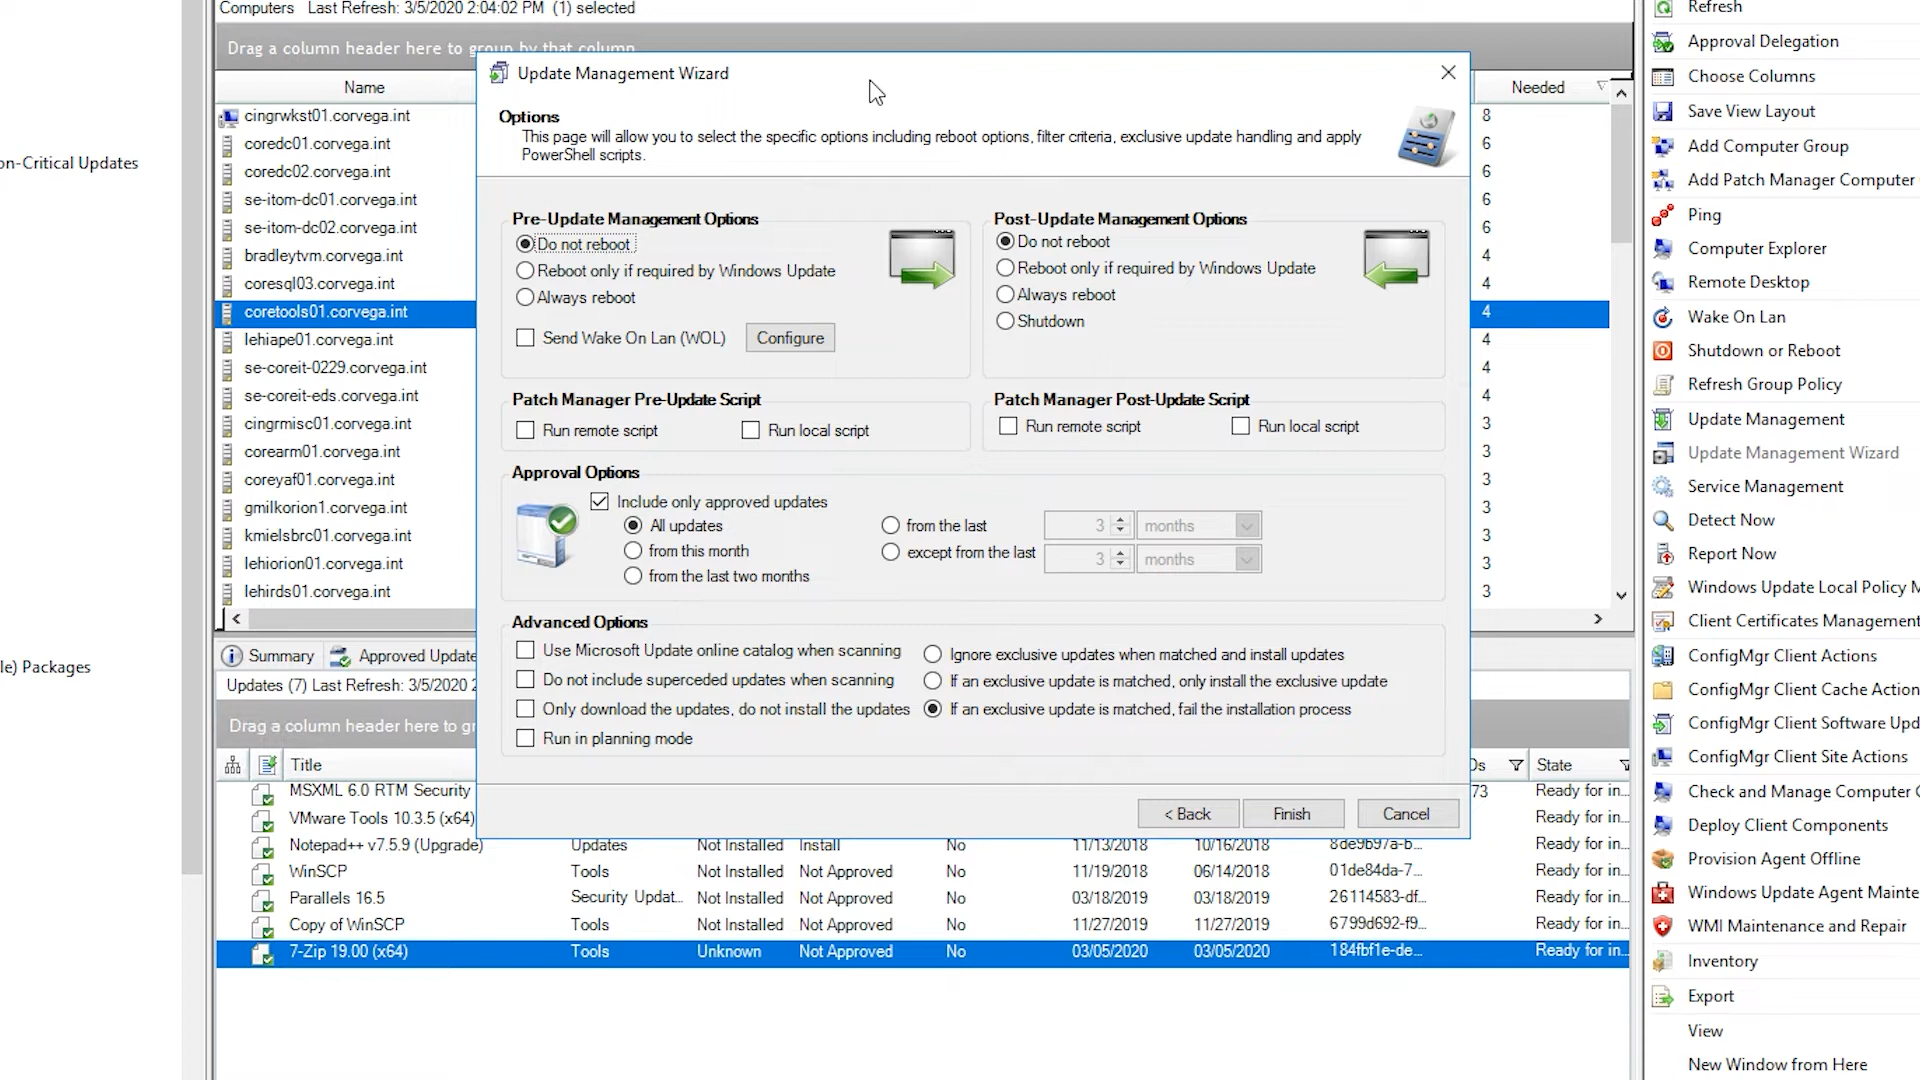 Computers Last Refresh: 3/5/2020 2:04:02 PM (1) selected
Drag a column header here to group by that column
Name
Needed
on-Critical Updates
le) Packages
cingrwkst01.corvega.int 8
coredc01.corvega.int 6
coredc02.corvega.int 6
se-itom-dc01.corvega.int 6
se-itom-dc02.corvega.int 6
bradleytvm.corvega.int 4
coresql03.corvega.int 4
coretools01.corvega.int 4
lehiape01.corvega.int 4
se-coreit-0229.corvega.int 4
se-coreit-eds.corvega.int 4
cingrmisc01.corvega.int 3
corearm01.corvega.int 3
coreyaf01.corvega.int 3
gmilkorion1.corvega.int 3
kmielsbrc01.corvega.int 3
lehiorion01.corvega.int 3
lehirds01.corvega.int 3
Update Management Wizard
Options
This page will allow you to select the specific options including reboot options, filter criteria, exclusive update handling and apply
PowerShell scripts.
Pre-Update Management Options
Do not reboot
Reboot only if required by Windows Update
Always reboot
Send Wake On Lan (WOL) Configure
Post-Update Management Options
Do not reboot
Reboot only if required by Windows Update
Always reboot
Shutdown
Patch Manager Pre-Update Script
Run remote script Run local script
Patch Manager Post-Update Script
Run remote script Run local script
Approval Options
Include only approved updates
All updates
from this month
from the last two months
from the last 3 months
except from the last 3 months
Advanced Options
Use Microsoft Update online catalog when scanning
Do not include superceded updates when scanning
Only download the updates, do not install the updates
Run in planning mode
Ignore exclusive updates when matched and install updates
If an exclusive update is matched, only install the exclusive update
If an exclusive update is matched, fail the installation process
< Back Finish Cancel
Summary Approved Update
Updates (7) Last Refresh: 3/5/2020 2
Drag a column header here to gr
Title Ds State
MSXML 6.0 RTM Security 73 Ready for in...
VMware Tools 10.3.5 (x64) Ready for in...
Notepad++ v7.5.9 (Upgrade) Updates Not Installed Install No 11/13/2018 10/16/2018 8de9b97a-b... Ready for in...
WinSCP Tools Not Installed Not Approved No 11/19/2018 06/14/2018 01de84da-7... Ready for in...
Parallels 16.5 Security Updat... Not Installed Not Approved No 03/18/2019 03/18/2019 26114583-df... Ready for in...
Copy of WinSCP Tools Not Installed Not Approved No 11/27/2019 11/27/2019 6799d692-f9... Ready for in...
7-Zip 19.00 (x64) Tools Unknown Not Approved No 03/05/2020 03/05/2020 184fbf1e-de... Ready for in...
Refresh
Approval Delegation
Choose Columns
Save View Layout
Add Computer Group
Add Patch Manager Computer
Ping
Computer Explorer
Remote Desktop
Wake On Lan
Shutdown or Reboot
Refresh Group Policy
Update Management
Update Management Wizard
Service Management
Detect Now
Report Now
Windows Update Local Policy M
Client Certificates Management
ConfigMgr Client Actions
ConfigMgr Client Cache Action
ConfigMgr Client Software Upd
ConfigMgr Client Site Actions
Check and Manage Computer C
Deploy Client Components
Provision Agent Offline
Windows Update Agent Mainte
WMI Maintenance and Repair
Inventory
Export
View
New Window from Here